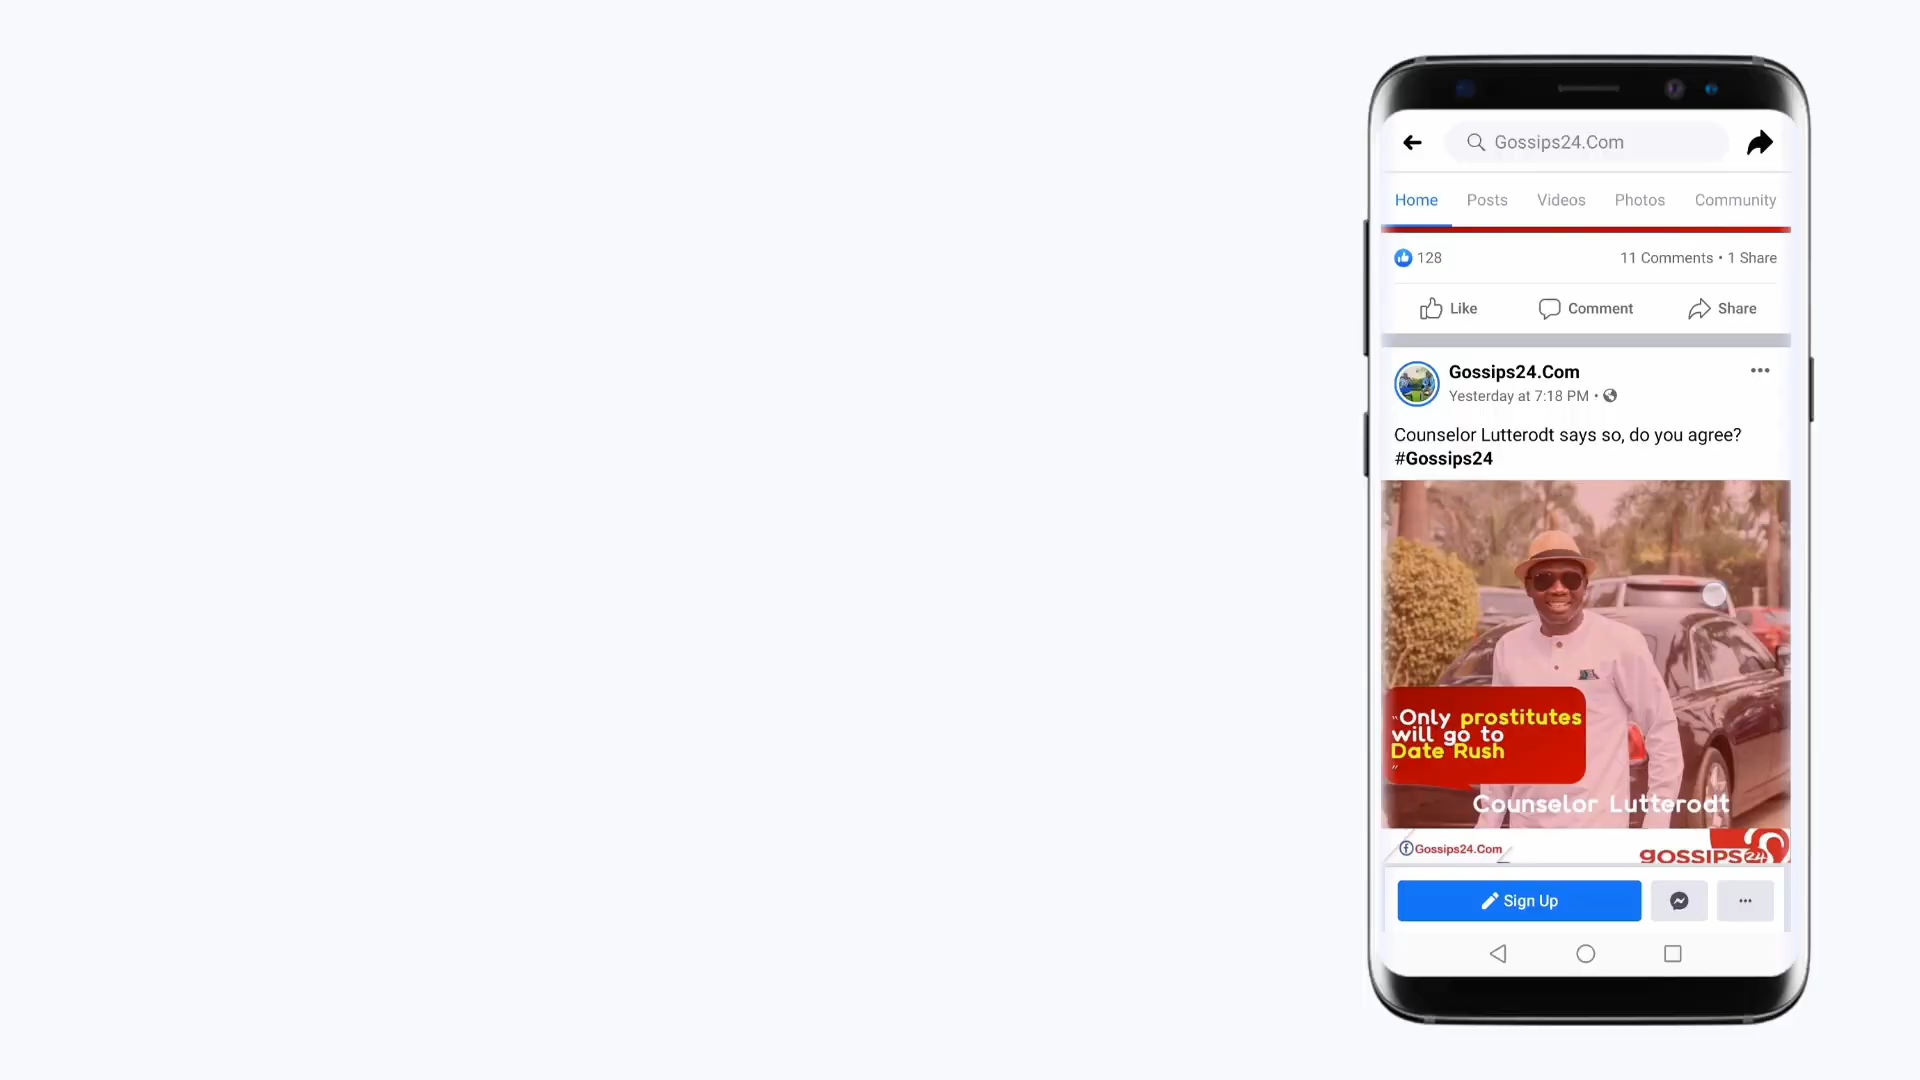 Gossips24.Com
Home Posts Videos Photos Community
128 11 Comments • 1 Share
Like Comment Share
Gossips24.Com
Yesterday at 7:18 PM •
Counselor Lutterodt says so, do you agree?
#Gossips24
"Only prostitutes
will go to
Date Rush
"
Counselor Lutterodt
Gossips24.Com
gossips24
Sign Up